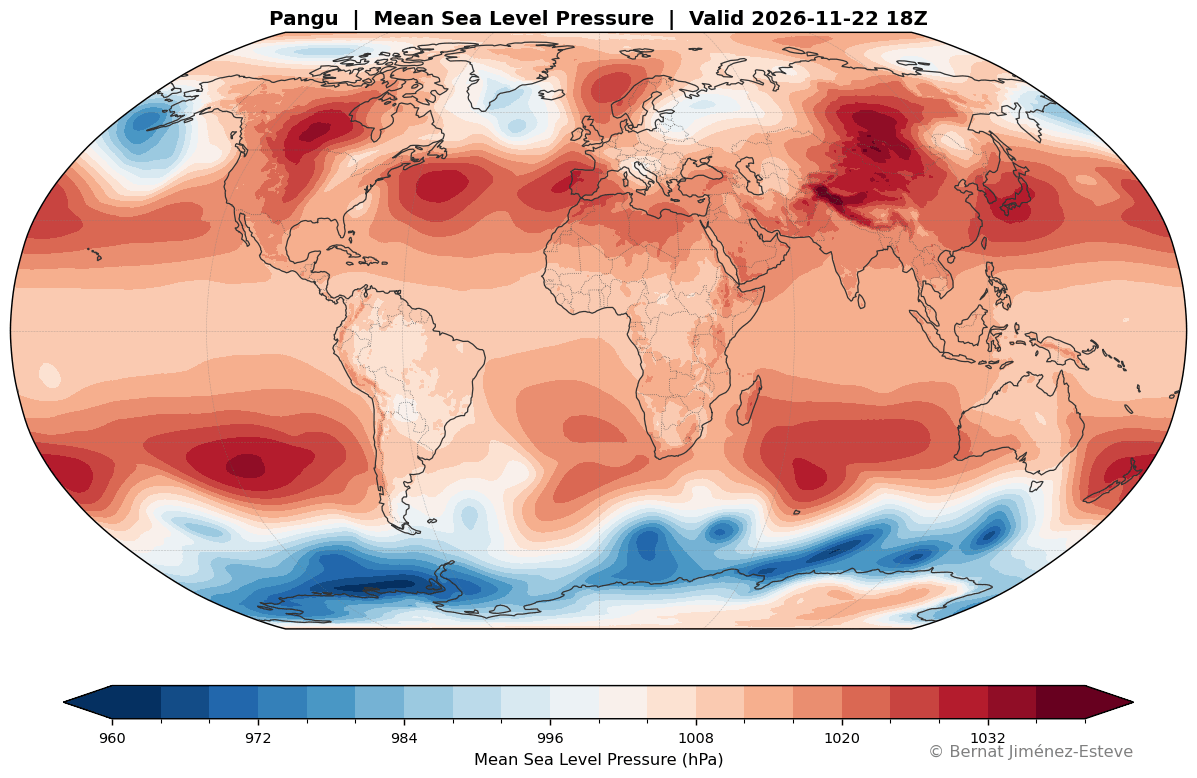 Pangu | Mean Sea Level Pressure | Valid 2026-11-22 18Z
960 972 984 996 1008 1020 1032
Mean Sea Level Pressure (hPa)
© Bernat Jiménez-Esteve